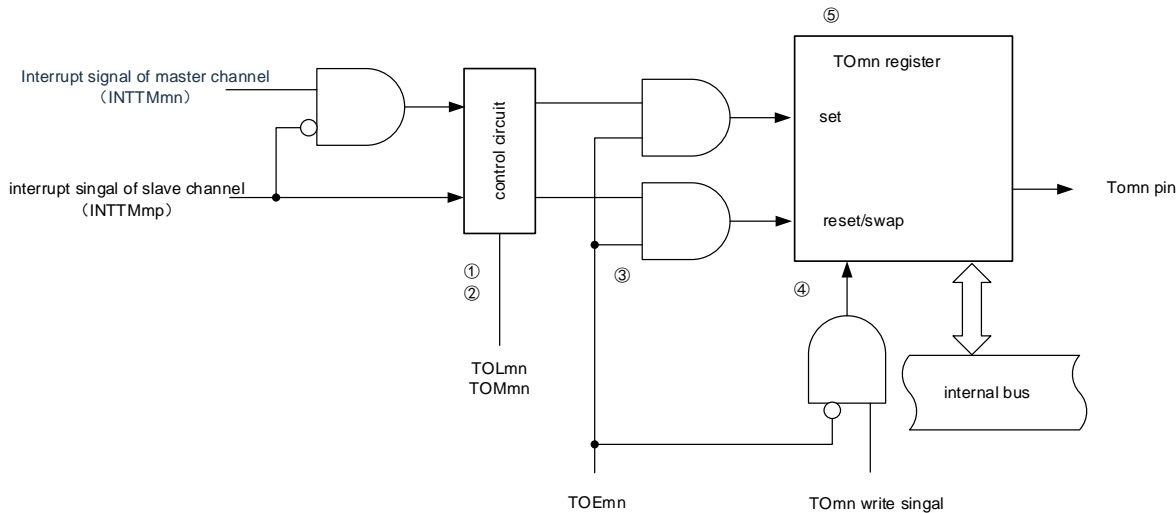 ⑤
Interrupt signal of master channel
（INTTMmn）
TOmn register
control circuit
set
interrupt singal of slave channel
（INTTMmp）
Tomn pin
reset/swap
①
②
③
④
TOLmn
TOMmn
internal bus
TOEmn
TOmn write singal